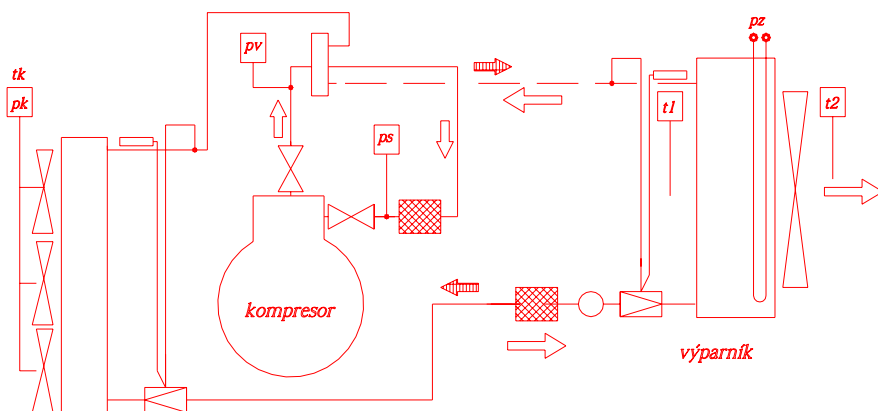 tk
pk
pv
ps
t1
pz
t2
kompresor
výparník